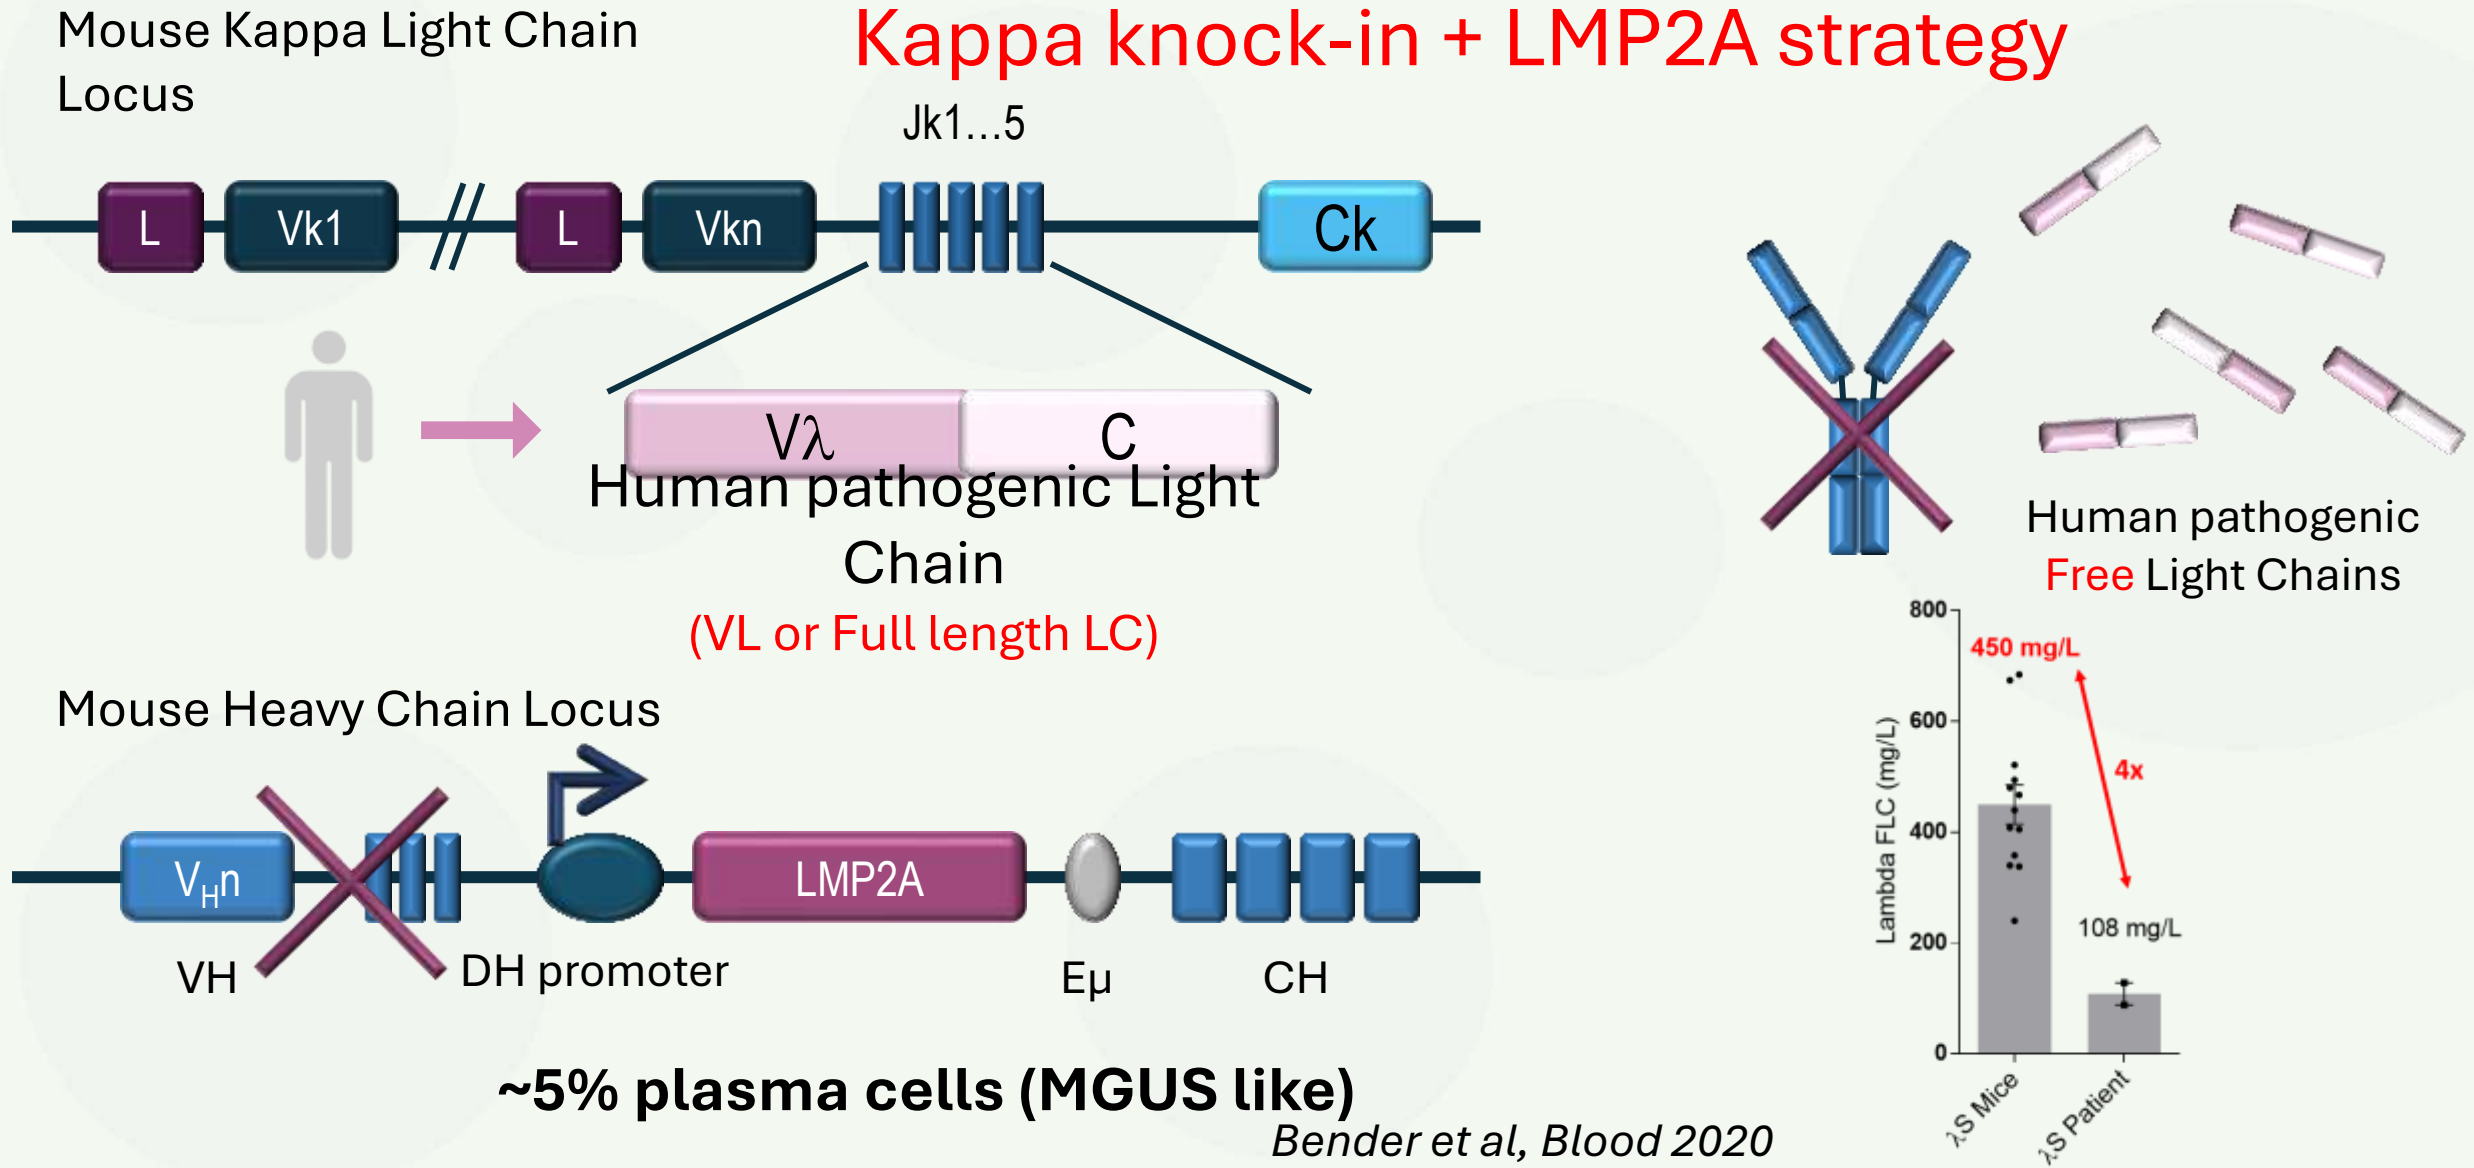 Kappa knock-in + LMP2A strategy
Mouse Kappa Light Chain
Locus
Jk1...5
L
Vk1
L
Vkn
Ck
Vλ
C
Human pathogenic Light
Chain
(VL or Full length LC)
Human pathogenic
Free Light Chains
Mouse Heavy Chain Locus
VHn
LMP2A
VH
DH promoter
Eμ
CH
~5% plasma cells (MGUS like)
Bender et al, Blood 2020
Lambda FLC (mg/L)
800
600
400
200
0
450 mg/L
4x
108 mg/L
λS Mice
λS Patient